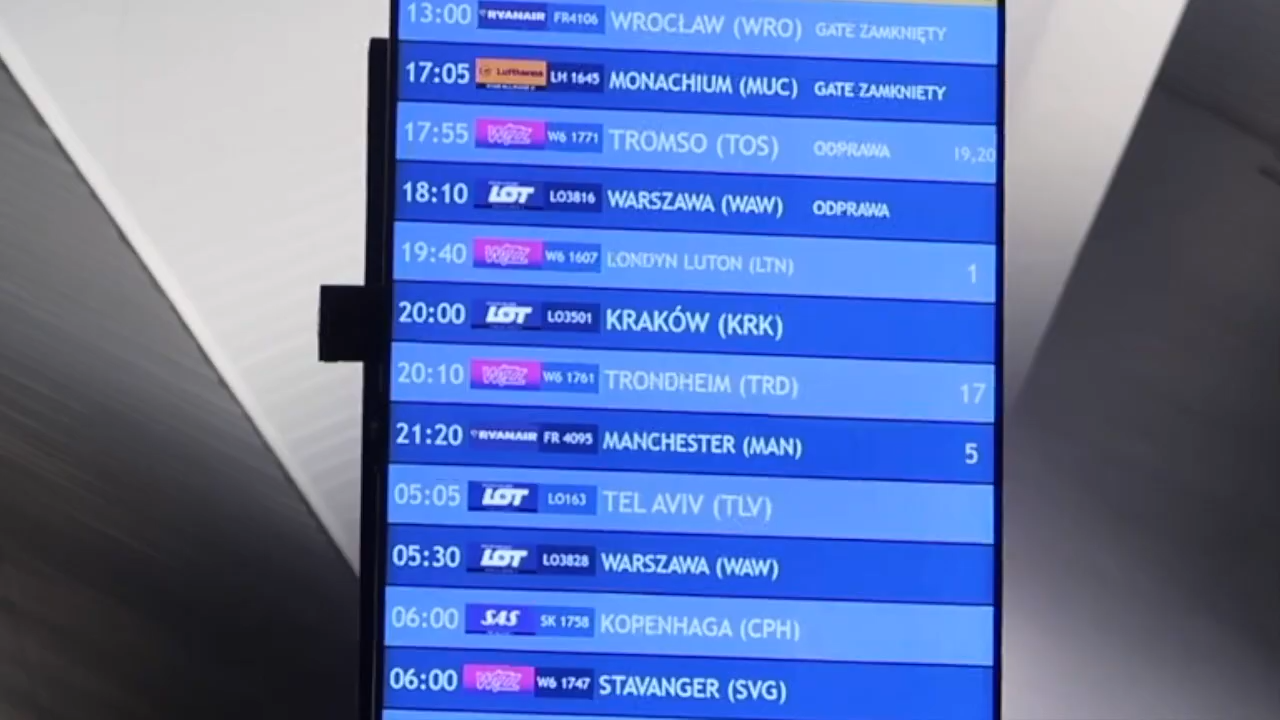 13:00 RYANAIR FR4106 WROCŁAW (WRO) GATE ZAMKNIĘTY
17:05 Lufthansa LH 1645 MONACHIUM (MUC) GATE ZAMKNIETY
17:55 W!ZZ W6 1771 TROMSO (TOS) ODPRAWA 19,20
18:10 LOT LO3816 WARSZAWA (WAW) ODPRAWA
19:40 W!ZZ W6 1607 LONDYN LUTON (LTN) 1
20:00 LOT LO3501 KRAKÓW (KRK)
20:10 W!ZZ W6 1761 TRONDHEIM (TRD) 17
21:20 RYANAIR FR 4095 MANCHESTER (MAN) 5
05:05 LOT LO163 TEL AVIV (TLV)
05:30 LOT LO3828 WARSZAWA (WAW)
06:00 SAS SK 1758 KOPENHAGA (CPH)
06:00 W!ZZ W6 1747 STAVANGER (SVG)